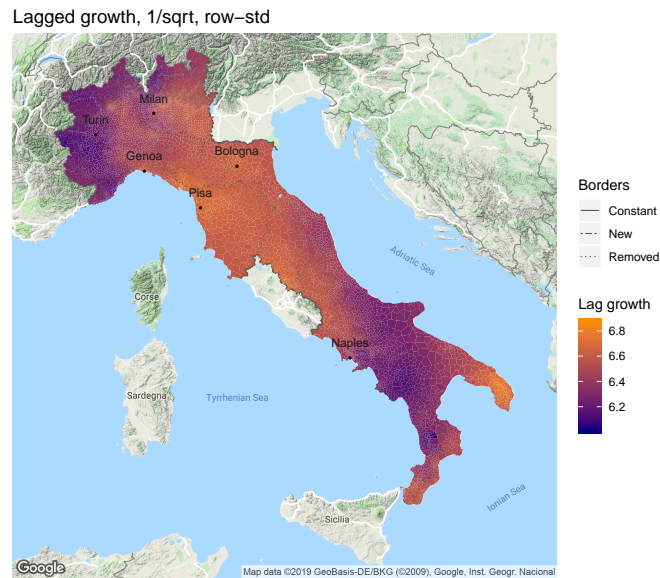 Lagged growth, 1/sqrt, row−std
Milan
Turin
Genoa
Bologna
Pisa
Adriatic Sea
Corse
Naples
Sardegna
Tyrrhenian Sea
Ionian Sea
Sicilia
Google
Map data ©2019 GeoBasis-DE/BKG (©2009), Google, Inst. Geogr. Nacional
Borders
Constant
New
Removed
Lag growth
6.8
6.6
6.4
6.2